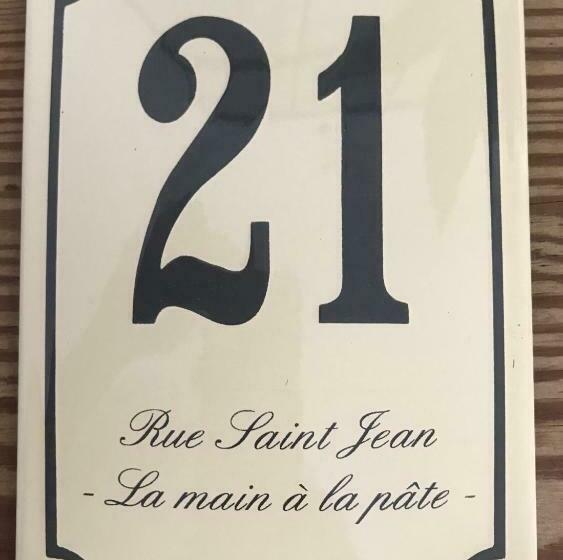 21
Rue Saint Jean
- La main à la pâte -